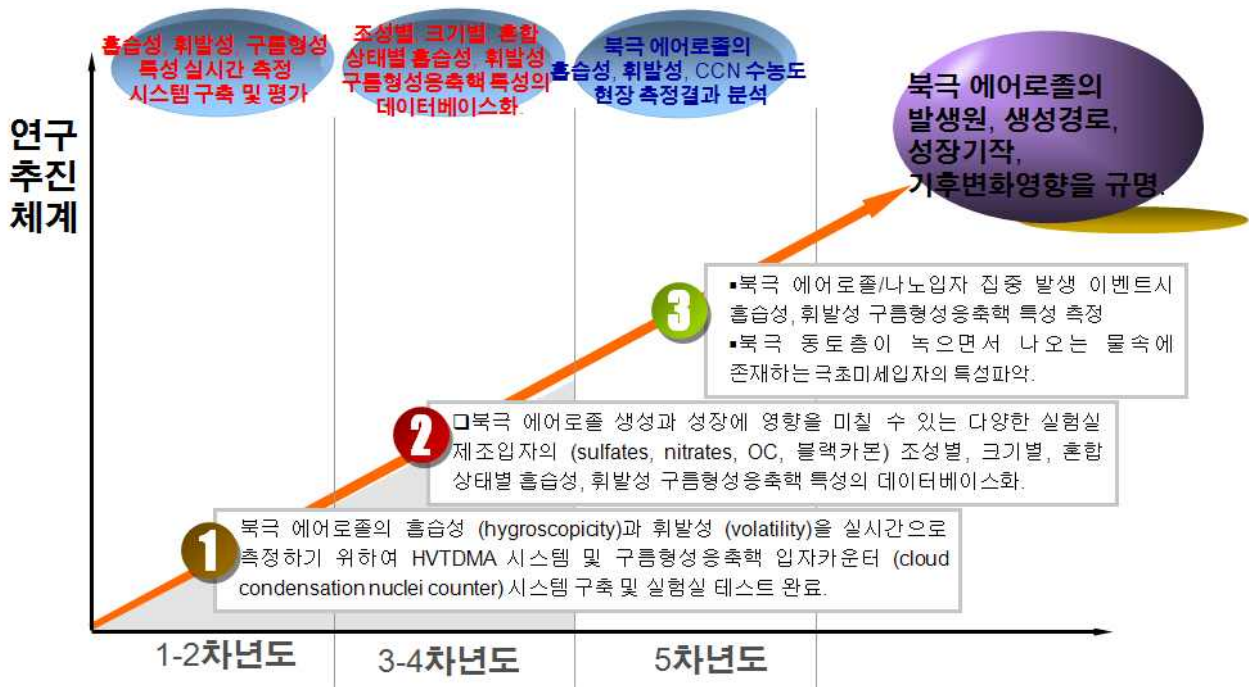 흡습성, 휘발성, 구름형성
특성 실시간 측정
시스템 구축 및 평가
조성별, 크기별, 혼합
상태별 흡습성, 휘발성
구름형성응축핵 특성의
데이터베이스화.
북극 에어로졸의
흡습성, 휘발성, CCN 수농도
현장 측정결과 분석
북극 에어로졸의
발생원, 생성경로,
성장기작,
기후변화영향을 규명.
연구
추진
체계
3
▪북극 에어로졸/나노입자 집중 발생 이벤트시
흡습성, 휘발성 구름형성응축핵 특성 측정
▪북극 동토층이 녹으면서 나오는 물속에
존재하는 극초미세입자의 특성파악.
2
❑북극 에어로졸 생성과 성장에 영향을 미칠 수 있는 다양한 실험실
제조입자의 (sulfates, nitrates, OC, 블랙카본) 조성별, 크기별, 혼합
상태별 흡습성, 휘발성 구름형성응축핵 특성의 데이터베이스화.
1
북극 에어로졸의 흡습성 (hygroscopicity)과 휘발성 (volatility)을 실시간으로
측정하기 위하여 HVTDMA 시스템 및 구름형성응축핵 입자카운터 (cloud
condensation nuclei counter) 시스템 구축 및 실험실 테스트 완료.
1-2차년도
3-4차년도
5차년도